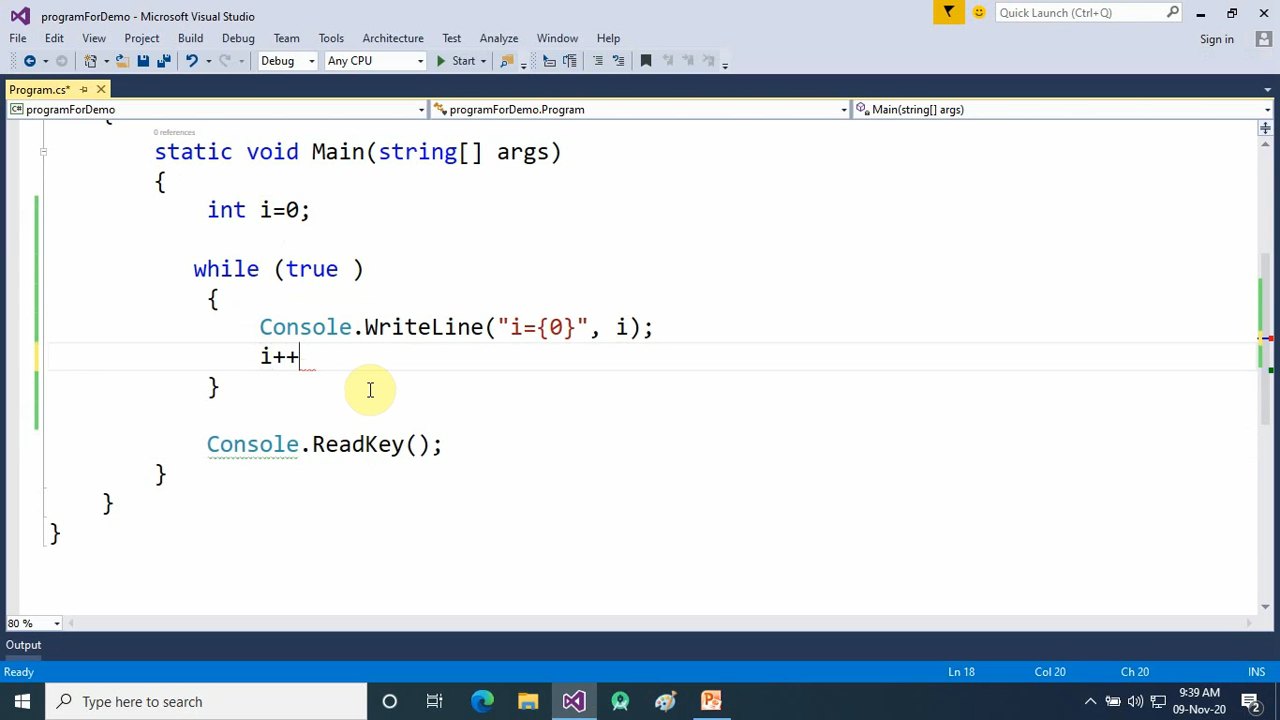 programForDemo - Microsoft Visual Studio
Quick Launch (Ctrl+Q)
File Edit View Project Build Debug Team Tools Architecture Test Analyze Window Help
Sign in
Debug Any CPU Start
Program.cs*
programForDemo programForDemo.Program Main(string[] args)
{
0 references
static void Main(string[] args)
{
int i=0;
while (true )
{
Console.WriteLine("i={0}", i);
i++
}
Console.ReadKey();
}
}
}
80 %
Output
Ready Ln 18 Col 20 Ch 20 INS
Type here to search
9:39 AM
09-Nov-20
2